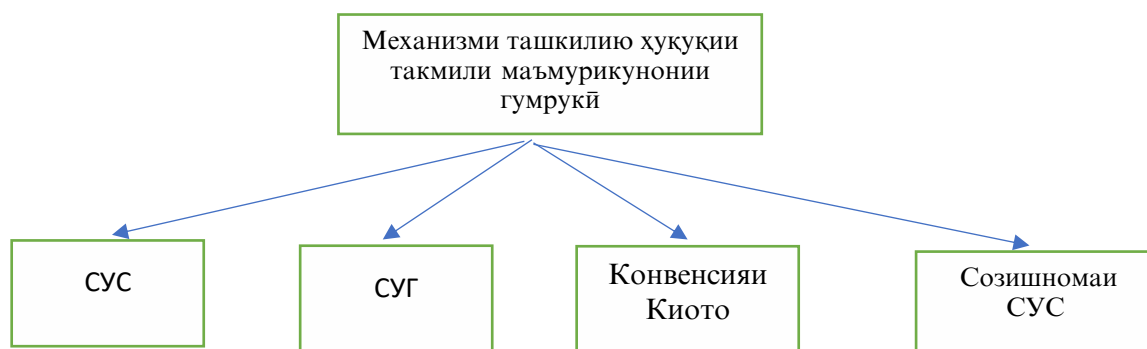 Механизми ташкилию ҳуқуқии
такмили маъмурикунонии
гумрукӣ
СУС
СУГ
Конвенсияи
Киото
Созишномаи
СУС